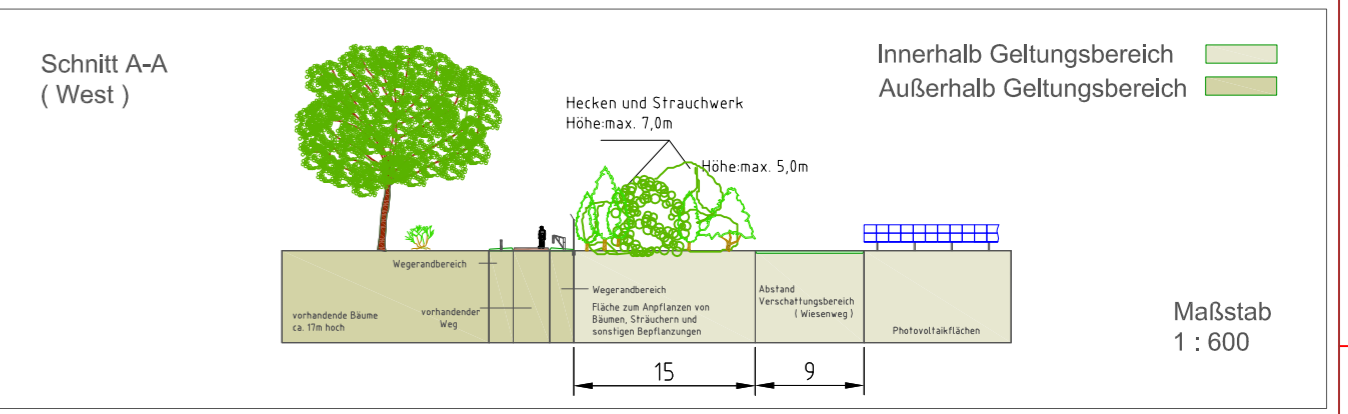 Schnitt A-A
( West )
Innerhalb Geltungsbereich
Außerhalb Geltungsbereich
Hecken und Strauchwerk
Höhe:max. 7,0m
Höhe:max. 5,0m
Wegerandbereich
vorhandende Bäume
ca. 17m hoch
vorhandender
Weg
Wegerandbereich
Fläche zum Anpflanzen von
Bäumen, Sträuchern und
sonstigen Bepflanzungen
Abstand
Verschattungsbereich
( Wiesenweg )
Photovoltaikflächen
Maßstab
1 : 600
15
9